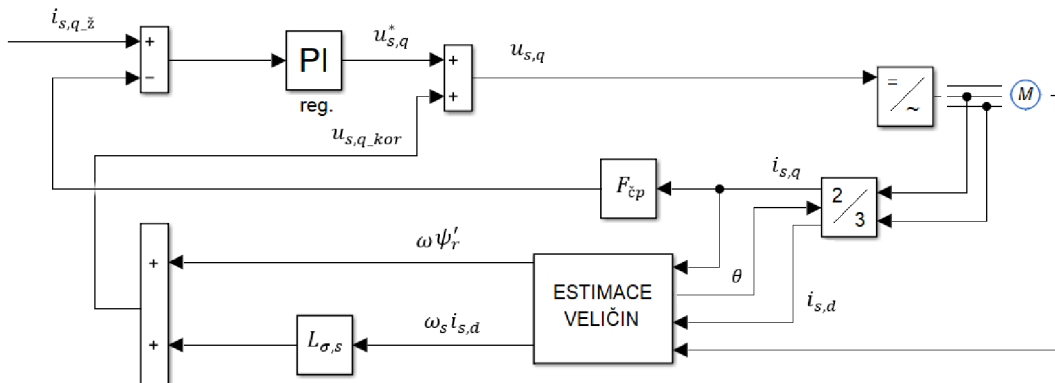 i_{s,q_ž}
+
−
PI
reg.
u^*_{s,q}
+
+
u_{s,q}
=
~
M
u_{s,q_kor}
F_{čp}
i_{s,q}
2
3
+
ωψ′_r
θ
i_{s,d}
ESTIMACE
VELIČIN
+
L_{σ,s}
ω_s i_{s,d}